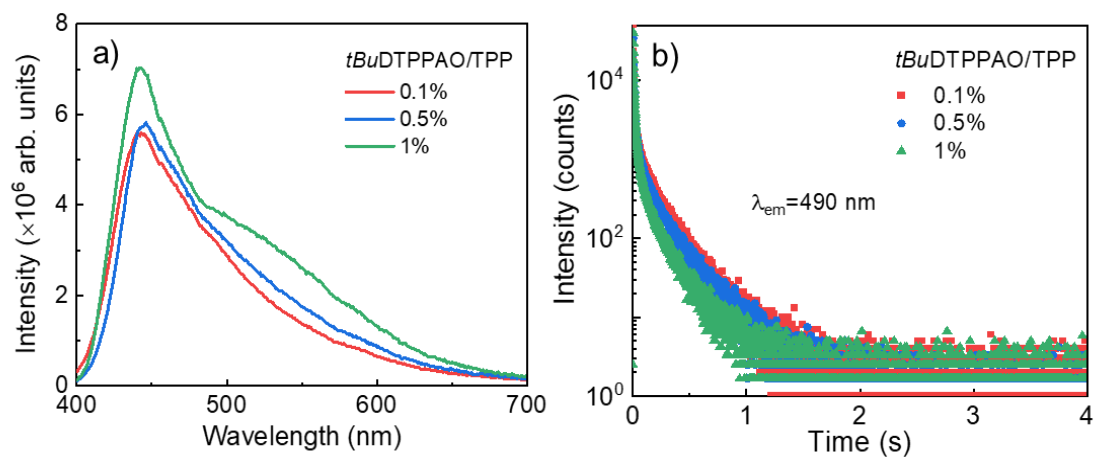 a)
tBuDTPPAO/TPP
0.1%
0.5%
1%
Intensity (×10⁶ arb. units)
8
6
4
2
0
400
500
600
700
Wavelength (nm)
b)
tBuDTPPAO/TPP
0.1%
0.5%
1%
λem=490 nm
Intensity (counts)
10⁴
10²
10⁰
0
1
2
3
4
Time (s)